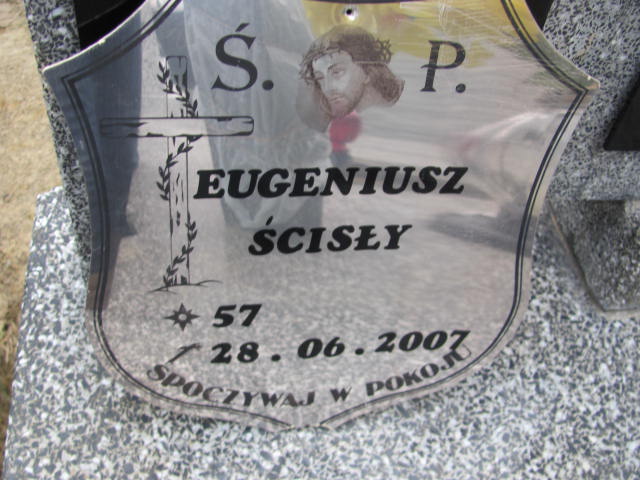 Ś. P.
EUGENIUSZ
ŚCISŁY
57
28.06.2007
SPOCZYWAJ W POKOJU